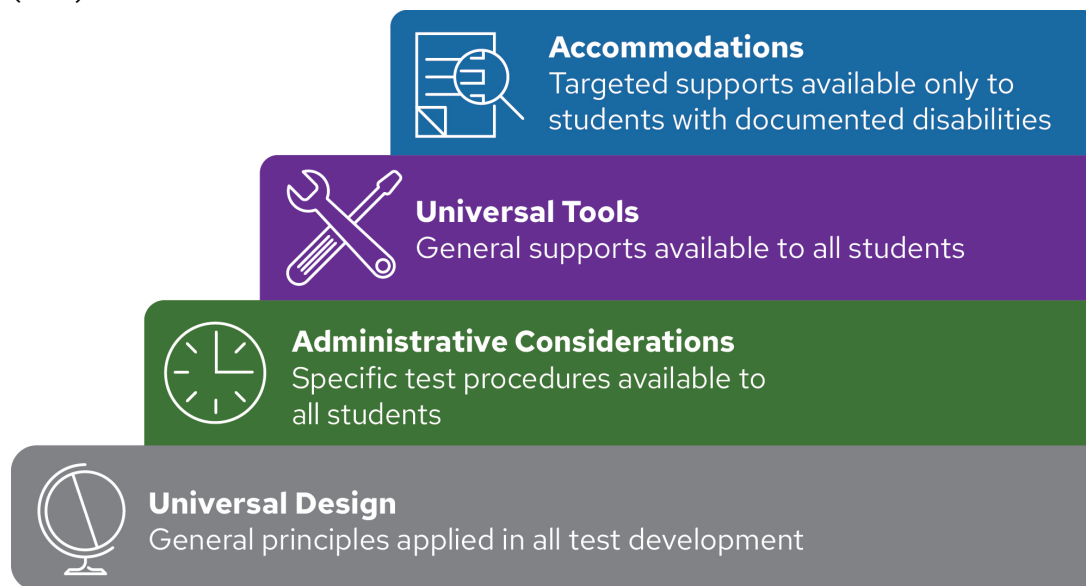 Accommodations
Targeted supports available only to
students with documented disabilities
Universal Tools
General supports available to all students
Administrative Considerations
Specific test procedures available to
all students
Universal Design
General principles applied in all test development